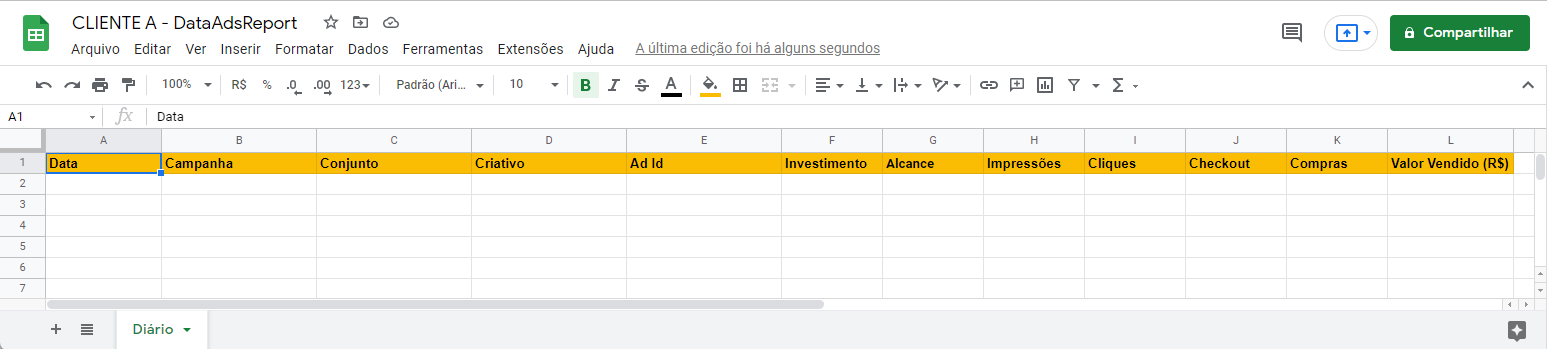 CLIENTE A - DataAdsReport
Arquivo Editar Ver Inserir Formatar Dados Ferramentas Extensões Ajuda A última edição foi há alguns segundos
Compartilhar
100% R$ % .0 .00 123 Padrão (Ari... 10 B I S A
A1 fx Data
A B C D E F G H I J K L
1 Data Campanha Conjunto Criativo Ad Id Investimento Alcance Impressões Cliques Checkout Compras Valor Vendido (R$)
2
3
4
5
6
7
Diário